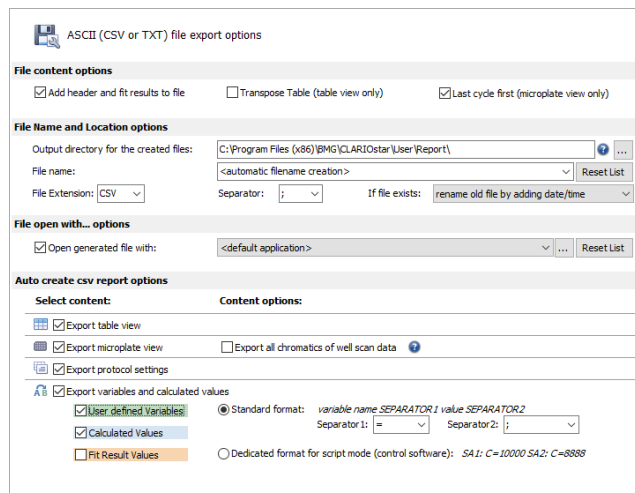 ASCII (CSV or TXT) file export options
File content options
Add header and fit results to file Transpose Table (table view only) Last cycle first (microplate view only)
File Name and Location options
Output directory for the created files: C:\Program Files (x86)\BMG\CLARIOstar\User\Report\ ? ...
File name: <automatic filename creation> Reset List
File Extension: CSV Separator: ; If file exists: rename old file by adding date/time
File open with... options
Open generated file with: <default application> ... Reset List
Auto create csv report options
Select content: Content options:
Export table view
Export microplate view Export all chromatics of well scan data ?
Export protocol settings
A B Export variables and calculated values
User defined Variables Standard format: variable name SEPARATOR1 value SEPARATOR2
Separator1: = Separator2: ;
Calculated Values
Fit Result Values Dedicated format for script mode (control software): SA1: C=10000 SA2: C=8888